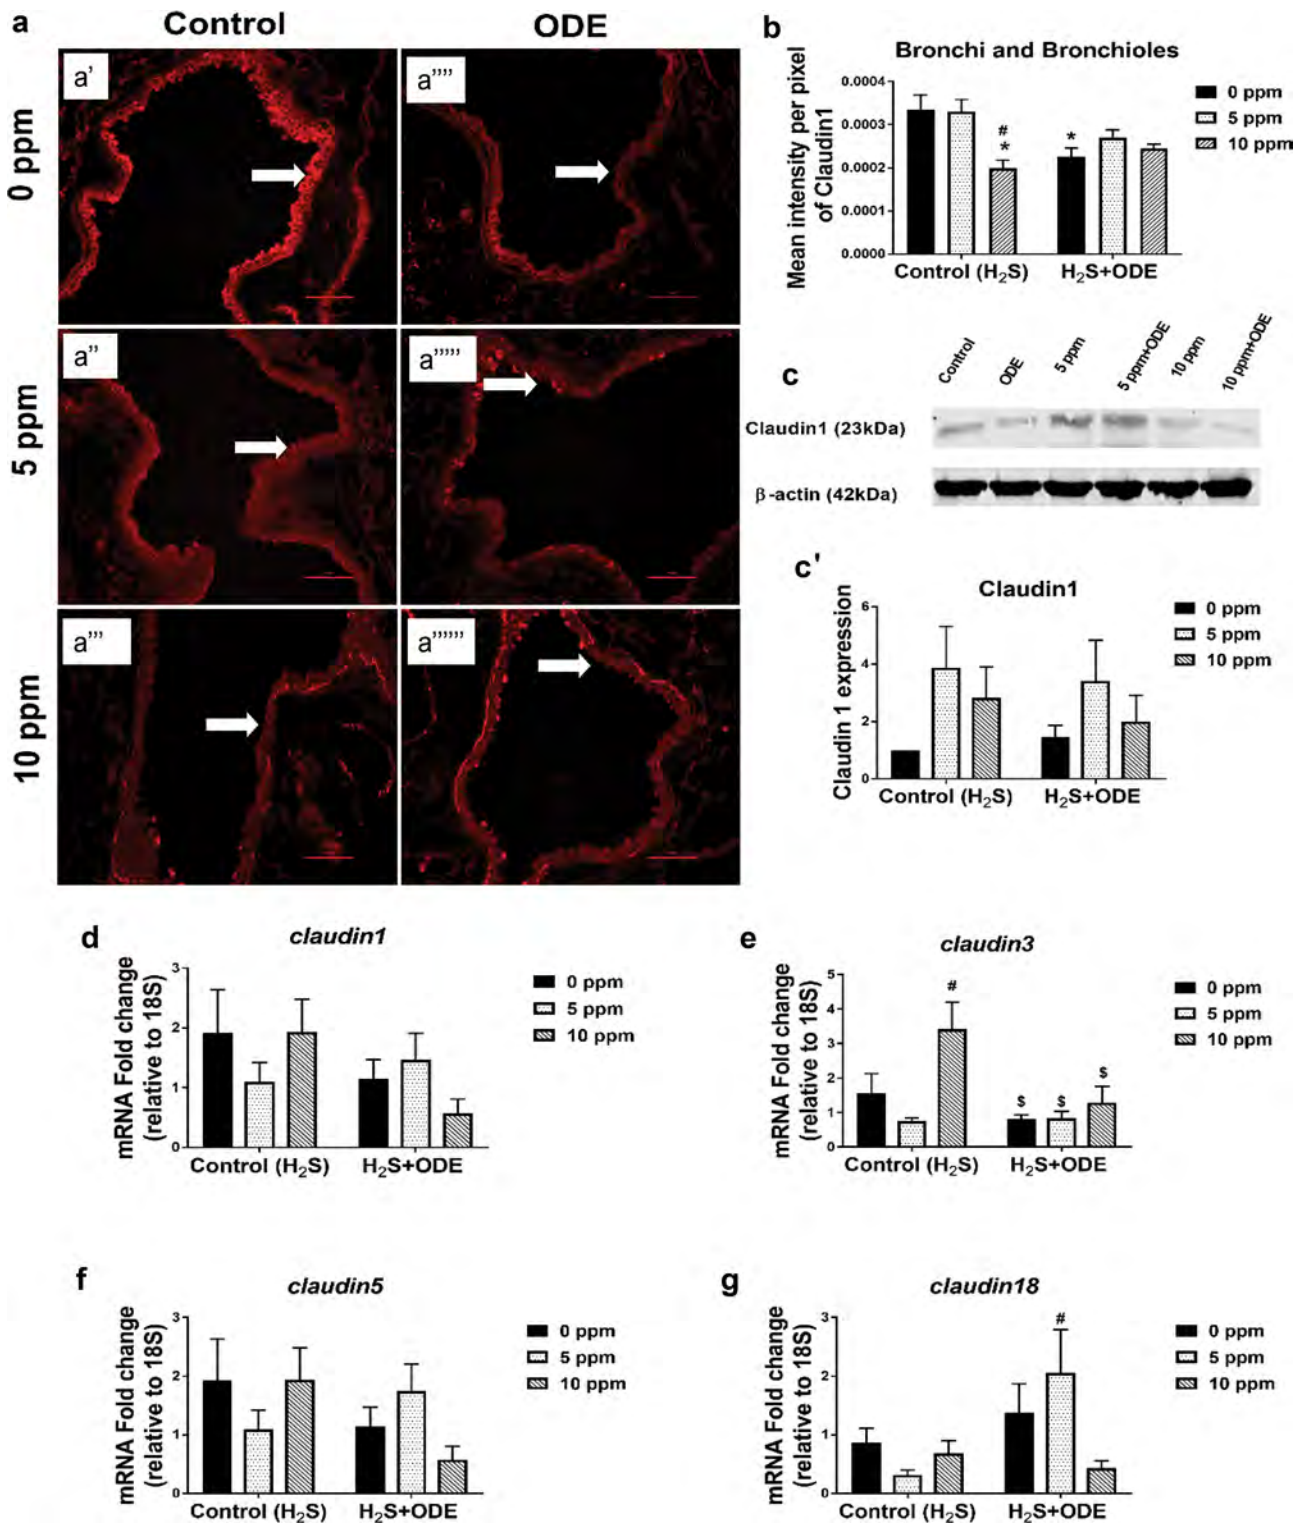 a
Control
ODE
0 ppm
5 ppm
10 ppm
a'
a''''
a''
a'''''
a'''
a''''''
b
Bronchi and Bronchioles
Mean intensity per pixel
of Claudin1
0.0004
0.0003
0.0002
0.0001
0.0000
#
*
*
Control (H₂S)
H₂S+ODE
0 ppm
5 ppm
10 ppm
c
Control
ODE
5 ppm
5 ppm+ODE
10 ppm
10 ppm+ODE
Claudin1 (23kDa)
β-actin (42kDa)
c'
Claudin1
Claudin 1 expression
6
4
2
0
Control (H₂S)
H₂S+ODE
0 ppm
5 ppm
10 ppm
d
claudin1
mRNA Fold change
(relative to 18S)
3
2
1
0
Control (H₂S)
H₂S+ODE
0 ppm
5 ppm
10 ppm
e
claudin3
mRNA Fold change
(relative to 18S)
5
4
3
2
1
0
#
$
$
$
Control (H₂S)
H₂S+ODE
0 ppm
5 ppm
10 ppm
f
claudin5
mRNA Fold change
(relative to 18S)
3
2
1
0
Control (H₂S)
H₂S+ODE
0 ppm
5 ppm
10 ppm
g
claudin18
mRNA Fold change
(relative to 18S)
3
2
1
0
#
Control (H₂S)
H₂S+ODE
0 ppm
5 ppm
10 ppm